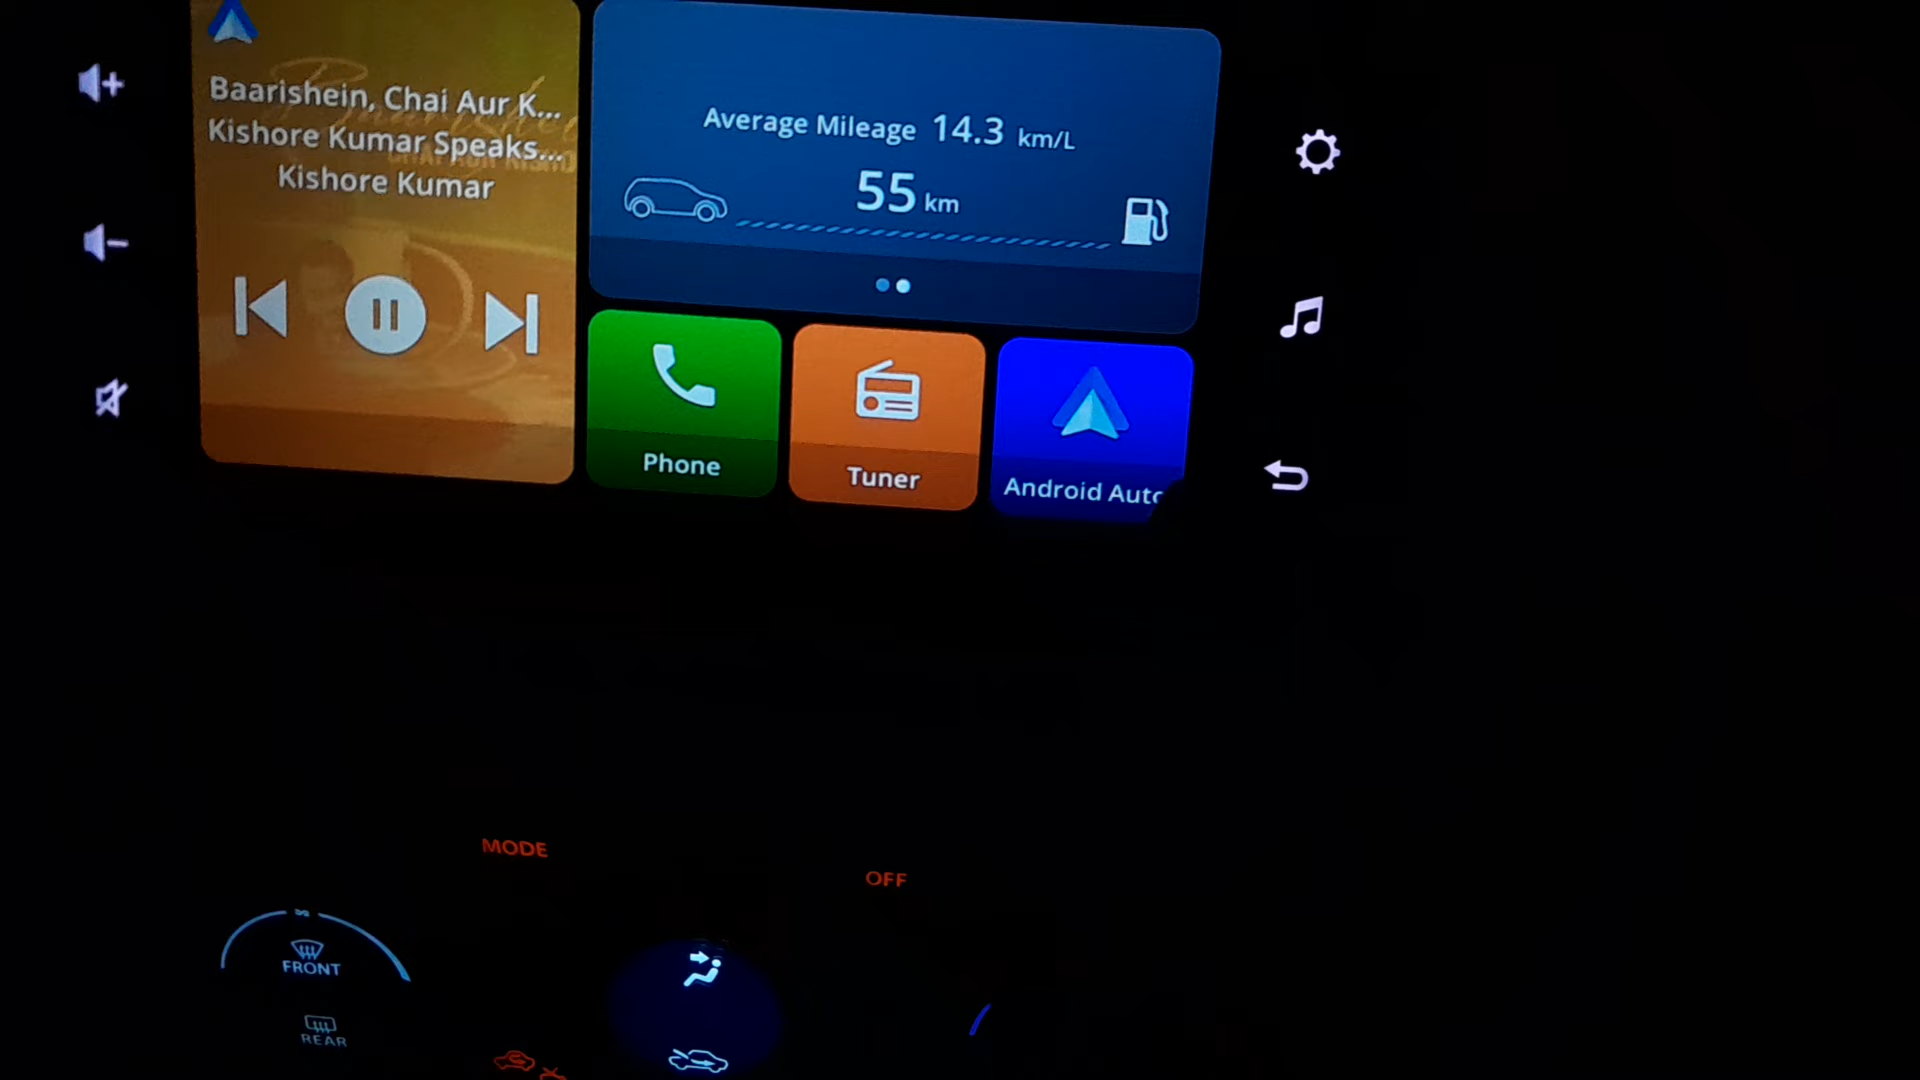 Baarishein, Chai Aur K...
Kishore Kumar Speaks...
Kishore Kumar
Average Mileage 14.3 km/L
55 km
Phone
Tuner
Android Auto
MODE
OFF
FRONT
REAR